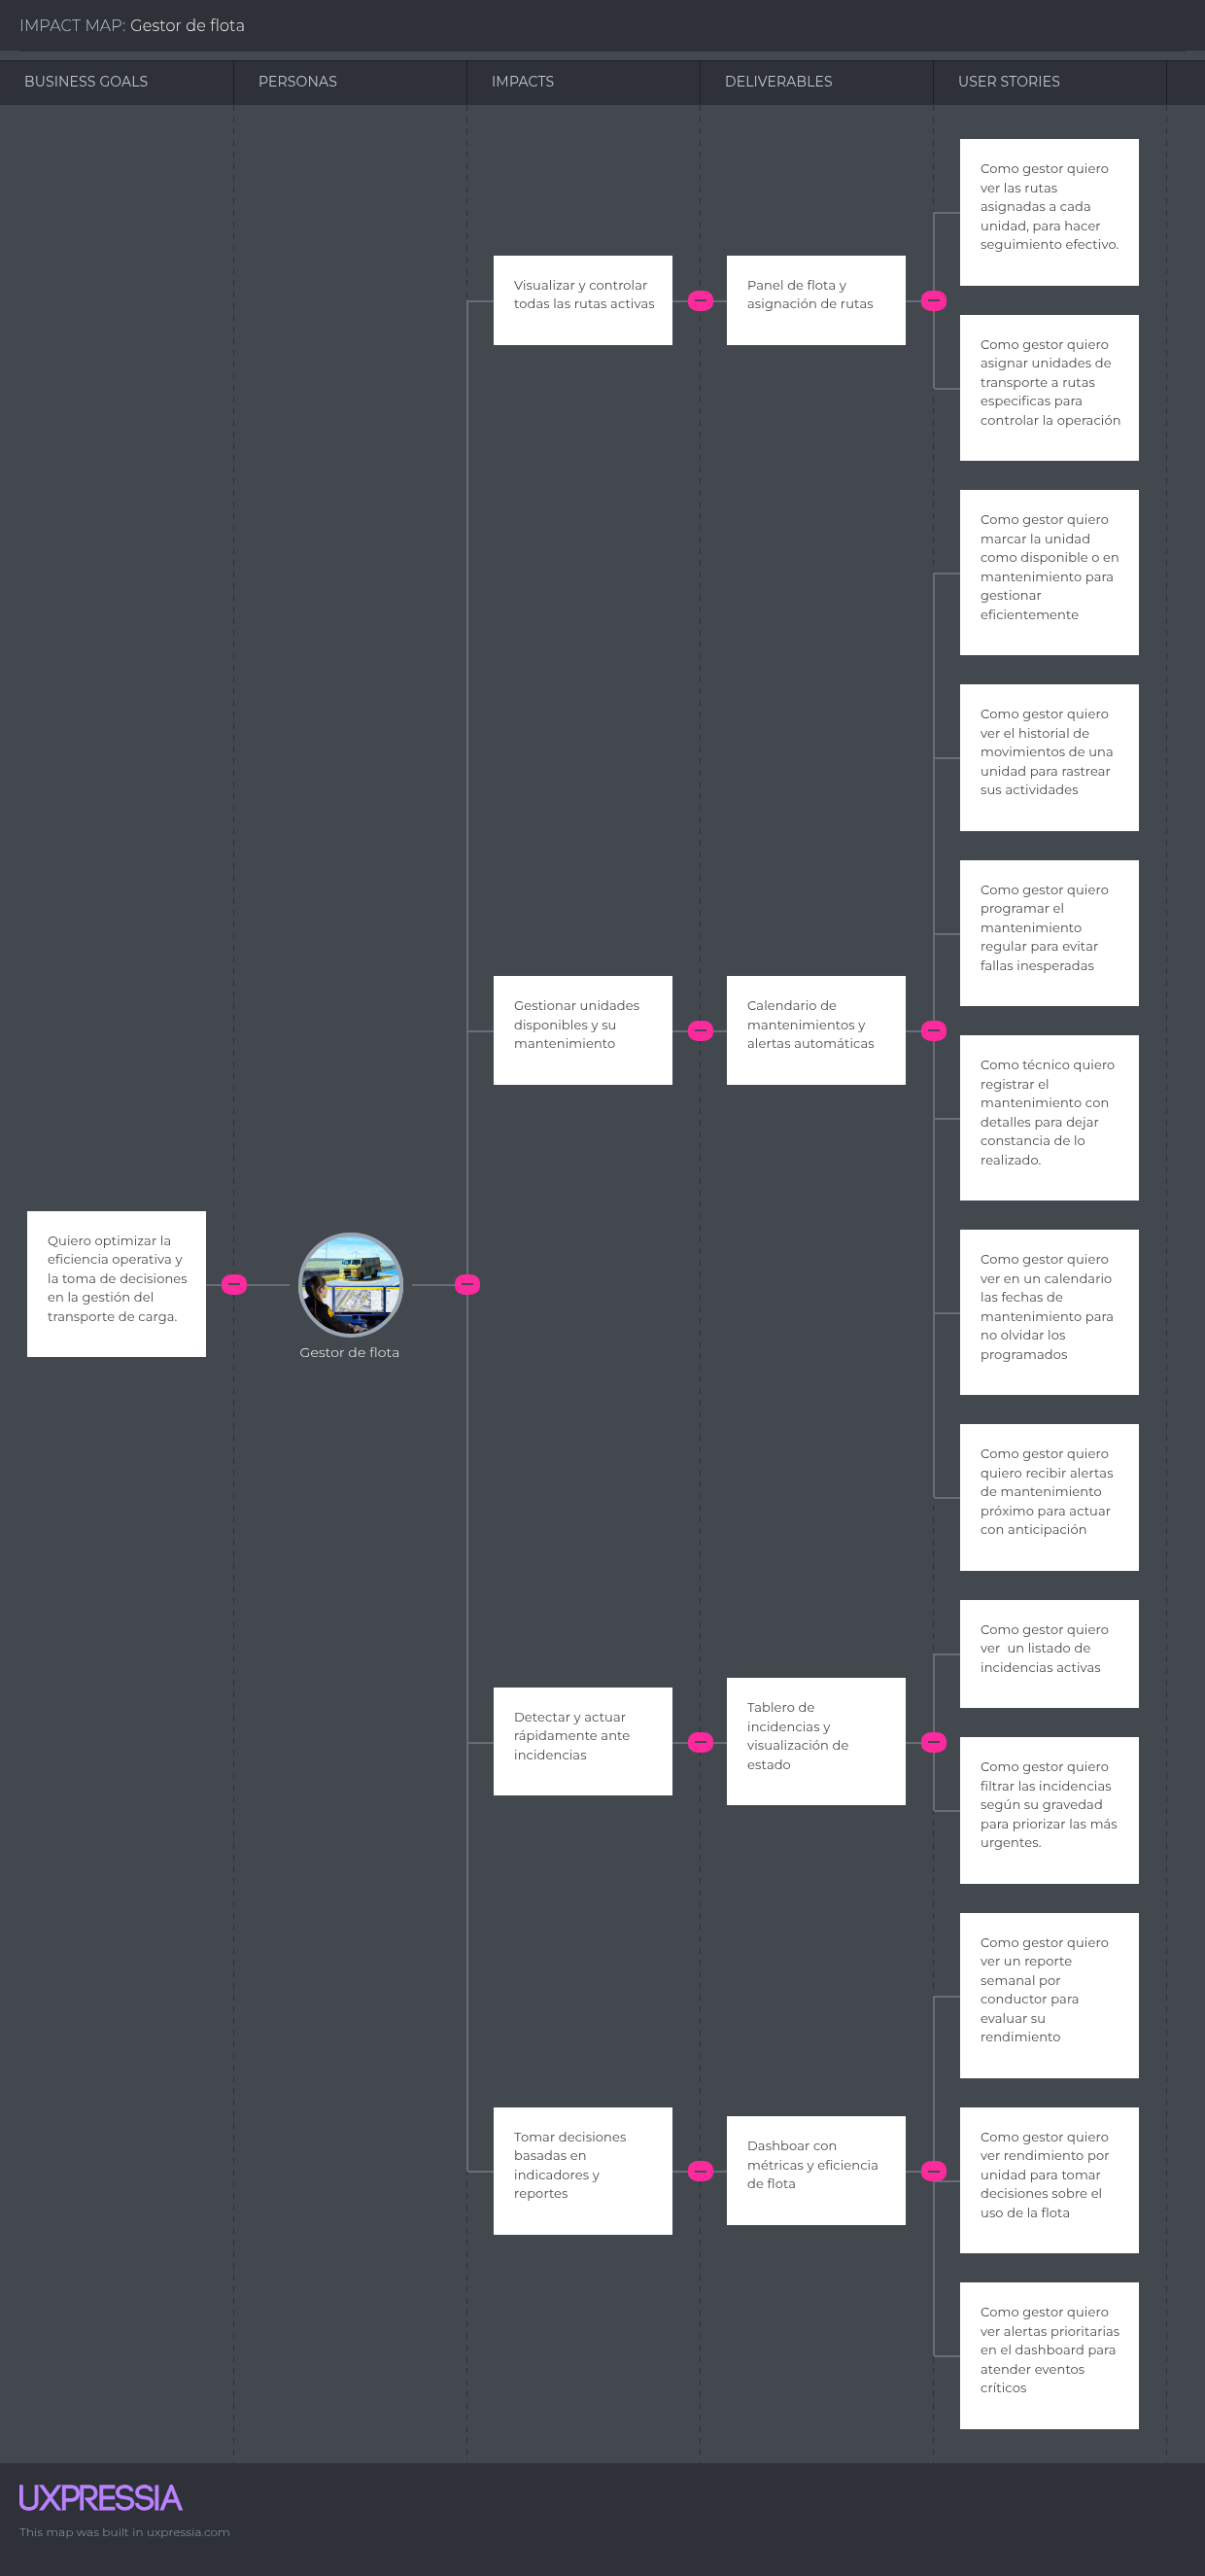 IMPACT MAP: Gestor de flota
BUSINESS GOALS
PERSONAS
IMPACTS
DELIVERABLES
USER STORIES
Quiero optimizar la
eficiencia operativa y
la toma de decisiones
en la gestión del
transporte de carga.
Gestor de flota
Visualizar y controlar
todas las rutas activas
Panel de flota y
asignación de rutas
Como gestor quiero
ver las rutas
asignadas a cada
unidad, para hacer
seguimiento efectivo.
Como gestor quiero
asignar unidades de
transporte a rutas
especificas para
controlar la operación
Gestionar unidades
disponibles y su
mantenimiento
Calendario de
mantenimientos y
alertas automáticas
Como gestor quiero
marcar la unidad
como disponible o en
mantenimiento para
gestionar
eficientemente
Como gestor quiero
ver el historial de
movimientos de una
unidad para rastrear
sus actividades
Como gestor quiero
programar el
mantenimiento
regular para evitar
fallas inesperadas
Como técnico quiero
registrar el
mantenimiento con
detalles para dejar
constancia de lo
realizado.
Como gestor quiero
ver en un calendario
las fechas de
mantenimiento para
no olvidar los
programados
Como gestor quiero
quiero recibir alertas
de mantenimiento
próximo para actuar
con anticipación
Detectar y actuar
rápidamente ante
incidencias
Tablero de
incidencias y
visualización de
estado
Como gestor quiero
ver  un listado de
incidencias activas
Como gestor quiero
filtrar las incidencias
según su gravedad
para priorizar las más
urgentes.
Tomar decisiones
basadas en
indicadores y
reportes
Dashboar con
métricas y eficiencia
de flota
Como gestor quiero
ver un reporte
semanal por
conductor para
evaluar su
rendimiento
Como gestor quiero
ver rendimiento por
unidad para tomar
decisiones sobre el
uso de la flota
Como gestor quiero
ver alertas prioritarias
en el dashboard para
atender eventos
críticos
UXPRESSIA
This map was built in uxpressia.com